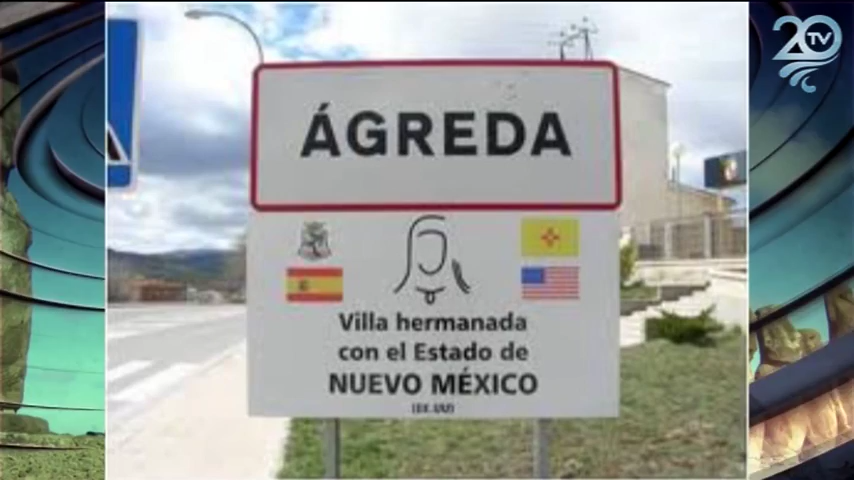 20
TV
ÁGREDA
Villa hermanada
con el Estado de
NUEVO MÉXICO